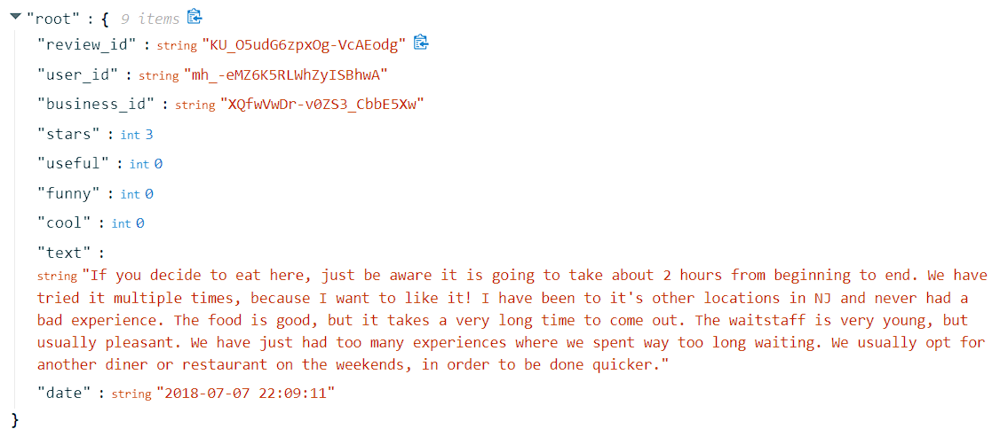 "root" : { 9 items
"review_id" : string "KU_O5udG6zpxOg-VcAEodg"
"user_id" : string "mh_-eMZ6K5RLWhZyISBhwA"
"business_id" : string "XQfwVwDr-v0ZS3_CbbE5Xw"
"stars" : int 3
"useful" : int 0
"funny" : int 0
"cool" : int 0
"text" :
string "If you decide to eat here, just be aware it is going to take about 2 hours from beginning to end. We have
tried it multiple times, because I want to like it! I have been to it's other locations in NJ and never had a
bad experience. The food is good, but it takes a very long time to come out. The waitstaff is very young, but
usually pleasant. We have just had too many experiences where we spent way too long waiting. We usually opt for
another diner or restaurant on the weekends, in order to be done quicker."
"date" : string "2018-07-07 22:09:11"
}